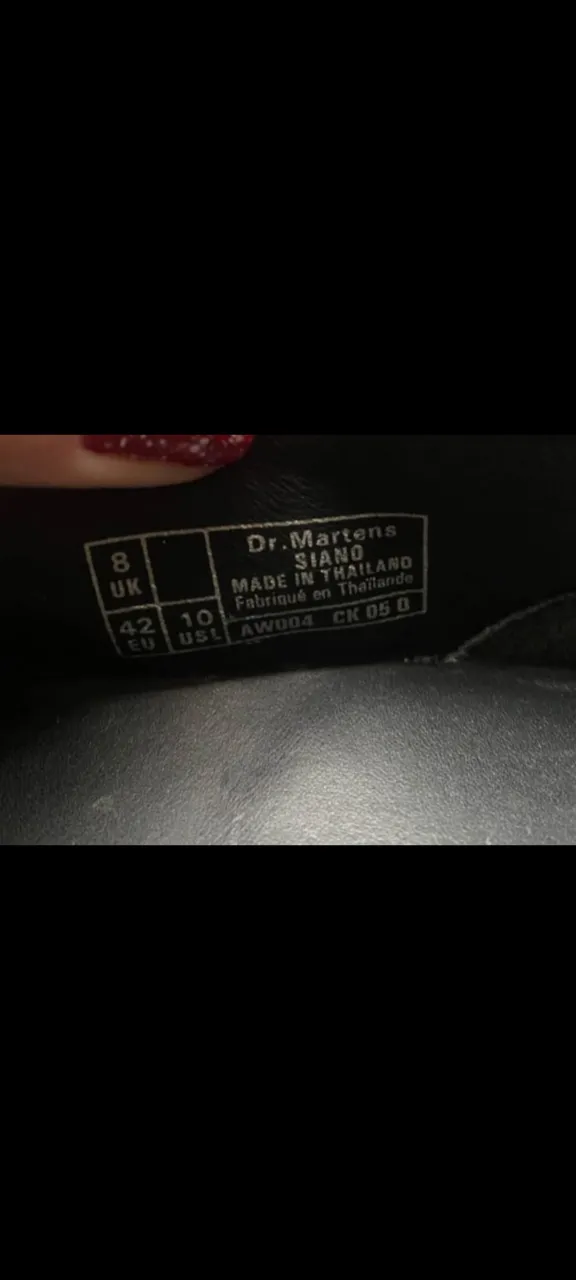 8
UK
42
EU
10
USL
Dr.Martens
SIANO
MADE IN THAILAND
Fabriqué en Thaïlande
AW004 CK 05 D